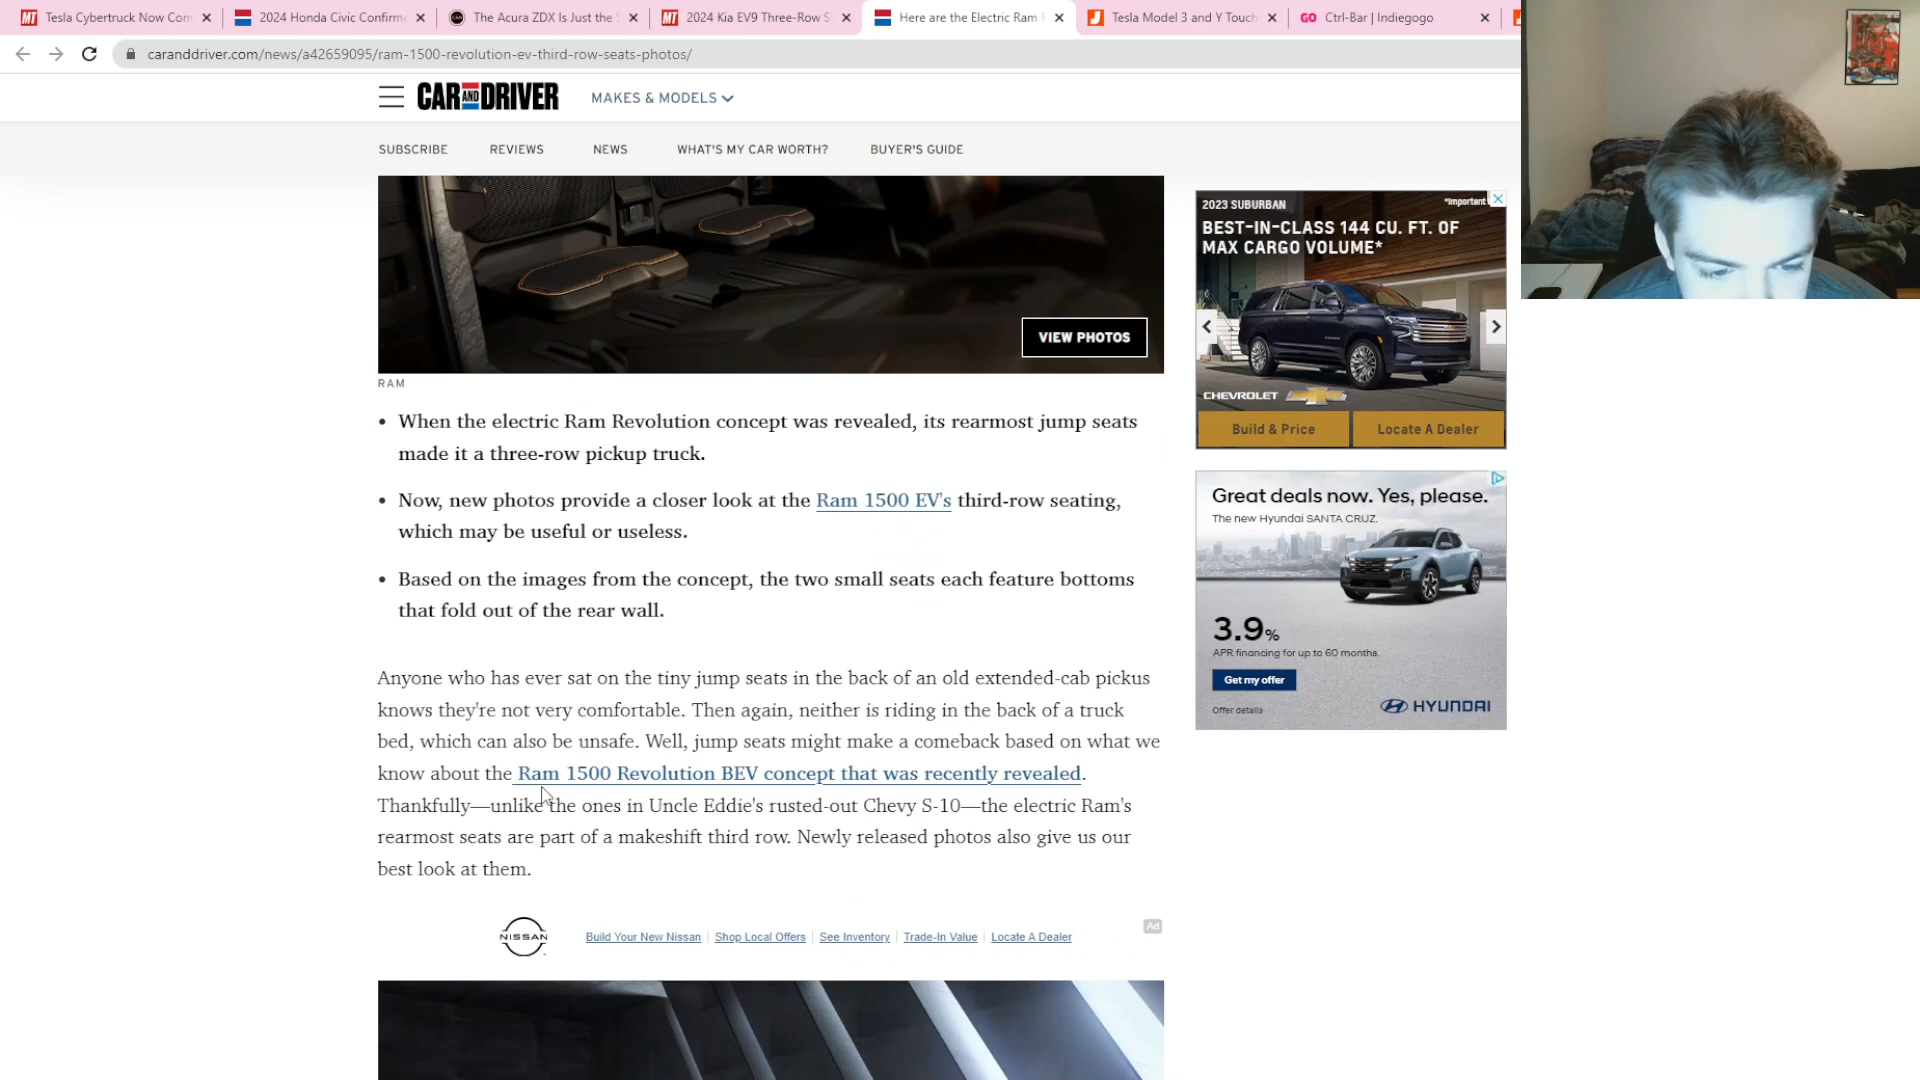 Tesla Cybertruck Now Com
2024 Honda Civic Confirme
The Acura ZDX Is Just the
2024 Kia EV9 Three-Row S
Here are the Electric Ram
Tesla Model 3 and Y Touch
GO Ctrl-Bar | Indiegogo
caranddriver.com/news/a42659095/ram-1500-revolution-ev-third-row-seats-photos/
CAR AND DRIVER
MAKES & MODELS
SUBSCRIBE
REVIEWS
NEWS
WHAT'S MY CAR WORTH?
BUYER'S GUIDE
VIEW PHOTOS
RAM
• When the electric Ram Revolution concept was revealed, its rearmost jump seats
made it a three-row pickup truck.
• Now, new photos provide a closer look at the Ram 1500 EV's third-row seating,
which may be useful or useless.
• Based on the images from the concept, the two small seats each feature bottoms
that fold out of the rear wall.
Anyone who has ever sat on the tiny jump seats in the back of an old extended-cab pickus
knows they're not very comfortable. Then again, neither is riding in the back of a truck
bed, which can also be unsafe. Well, jump seats might make a comeback based on what we
know about the Ram 1500 Revolution BEV concept that was recently revealed.
Thankfully—unlike the ones in Uncle Eddie's rusted-out Chevy S-10—the electric Ram's
rearmost seats are part of a makeshift third row. Newly released photos also give us our
best look at them.
NISSAN
Build Your New Nissan
Shop Local Offers
See Inventory
Trade-In Value
Locate A Dealer
Ad
2023 SUBURBAN
*Important
BEST-IN-CLASS 144 CU. FT. OF
MAX CARGO VOLUME*
CHEVROLET
Build & Price
Locate A Dealer
Great deals now. Yes, please.
The new Hyundai SANTA CRUZ.
3.9%
APR financing for up to 60 months.
Get my offer
Offer details
HYUNDAI